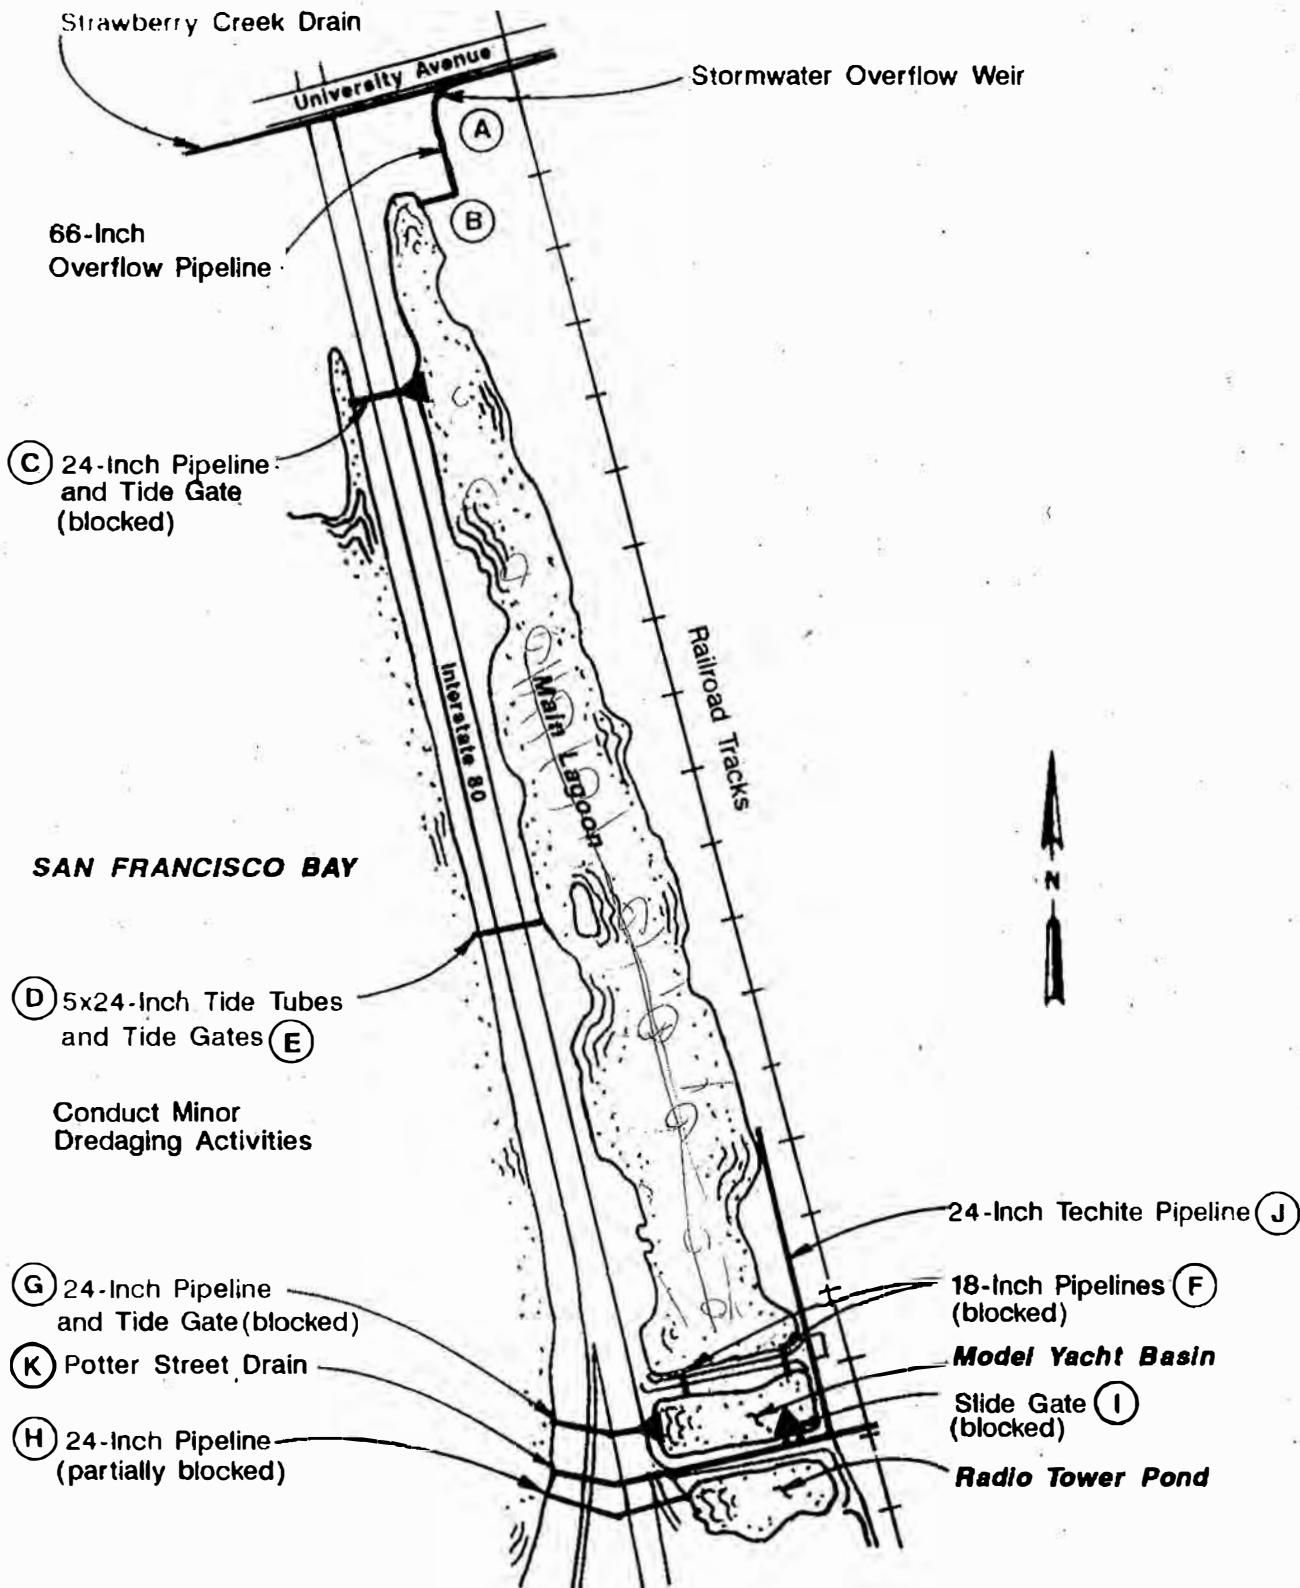 Strawberry Creek Drain
University Avenue
Stormwater Overflow Weir
A
B
66-Inch
Overflow Pipeline
C 24-Inch Pipeline
and Tide Gate
(blocked)
Railroad Tracks
Interstate 80
Main Lagoon
SAN FRANCISCO BAY
N
D 5x24-Inch Tide Tubes
and Tide Gates E
Conduct Minor
Dredaging Activities
24-Inch Techite Pipeline J
G 24-Inch Pipeline
and Tide Gate (blocked)
18-Inch Pipelines F
(blocked)
K Potter Street Drain
Model Yacht Basin
Slide Gate I
(blocked)
H 24-Inch Pipeline
(partially blocked)
Radio Tower Pond